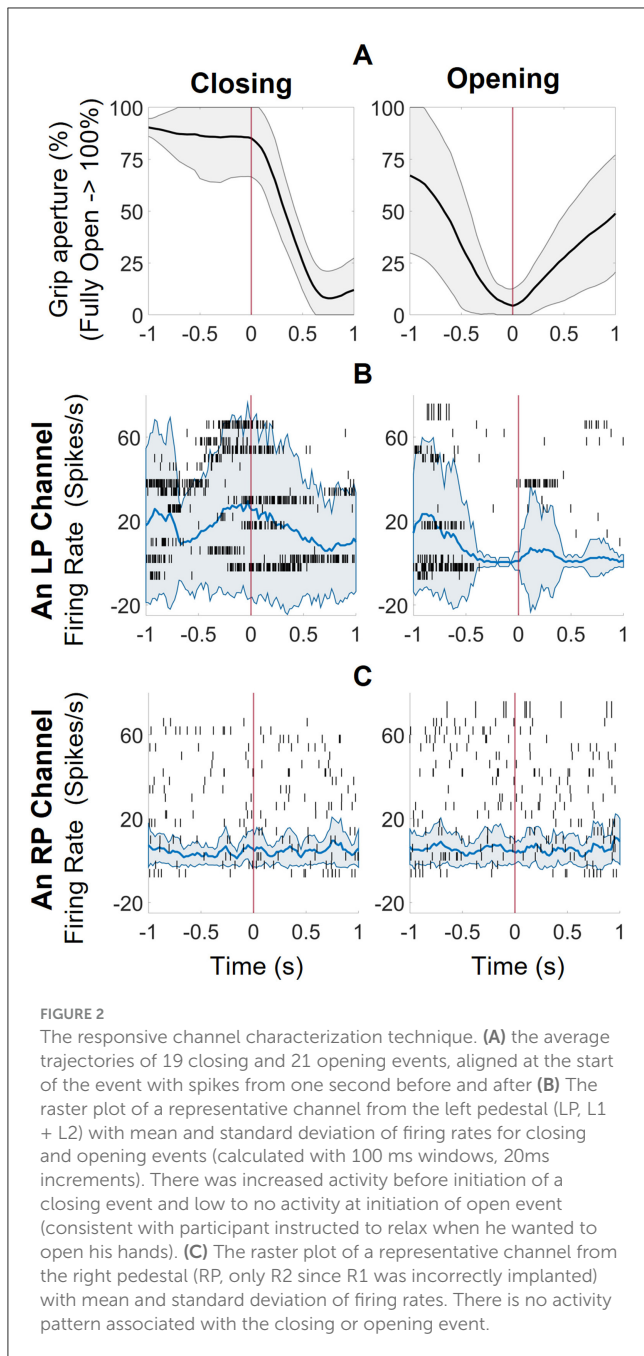 A
Closing
Opening
Grip aperture (%)
(Fully Open -> 100%)
100
75
50
25
0
-1 -0.5 0 0.5 1
100
75
50
25
0
-1 -0.5 0 0.5 1
B
An LP Channel
Firing Rate (Spikes/s)
60
20
-20
-1 -0.5 0 0.5 1
60
20
-20
-1 -0.5 0 0.5 1
C
An RP Channel
Firing Rate (Spikes/s)
60
20
-20
-1 -0.5 0 0.5 1
Time (s)
60
20
-20
-1 -0.5 0 0.5 1
Time (s)
FIGURE 2
The responsive channel characterization technique. (A) the average
trajectories of 19 closing and 21 opening events, aligned at the start
of the event with spikes from one second before and after (B) The
raster plot of a representative channel from the left pedestal (LP, L1
+ L2) with mean and standard deviation of firing rates for closing
and opening events (calculated with 100 ms windows, 20ms
increments). There was increased activity before initiation of a
closing event and low to no activity at initiation of open event
(consistent with participant instructed to relax when he wanted to
open his hands). (C) The raster plot of a representative channel from
the right pedestal (RP, only R2 since R1 was incorrectly implanted)
with mean and standard deviation of firing rates. There is no activity
pattern associated with the closing or opening event.